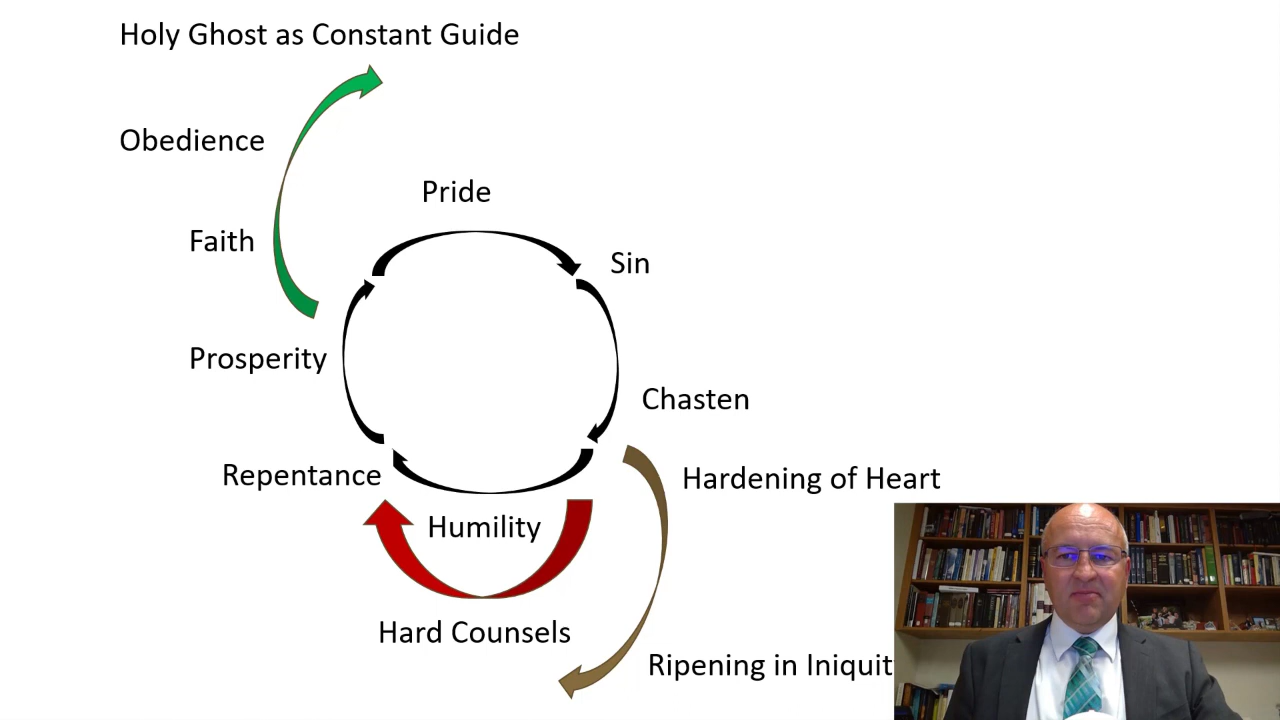 Holy Ghost as Constant Guide
Obedience
Pride
Faith
Sin
Prosperity
Chasten
Repentance
Hardening of Heart
Humility
Hard Counsels
Ripening in Iniquit